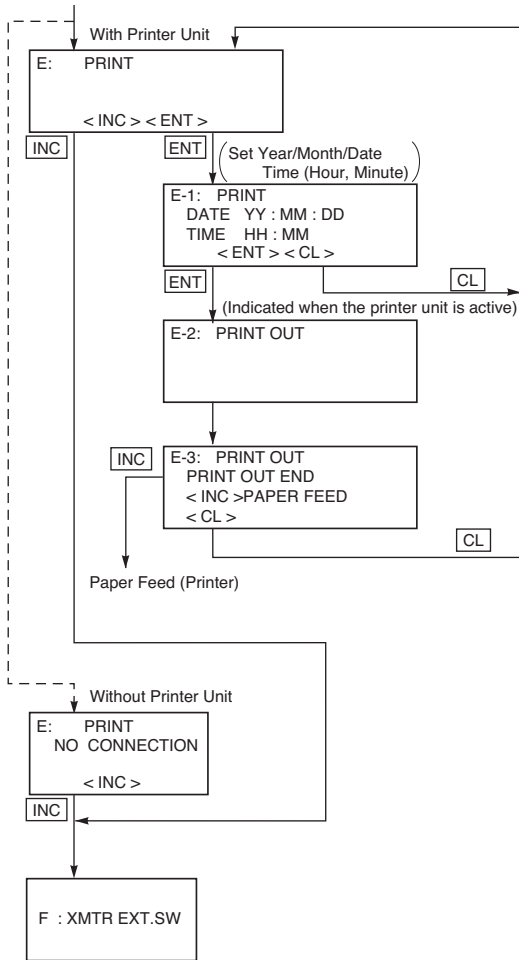 With Printer Unit
E: PRINT
< INC > < ENT >
INC
ENT
(Set Year/Month/Date
Time (Hour, Minute))
E-1: PRINT
DATE YY : MM : DD
TIME HH : MM
< ENT > < CL >
ENT
CL
(Indicated when the printer unit is active)
E-2: PRINT OUT
INC
E-3: PRINT OUT
PRINT OUT END
< INC >PAPER FEED
< CL >
CL
Paper Feed (Printer)
Without Printer Unit
E: PRINT
NO CONNECTION
< INC >
INC
F : XMTR EXT.SW